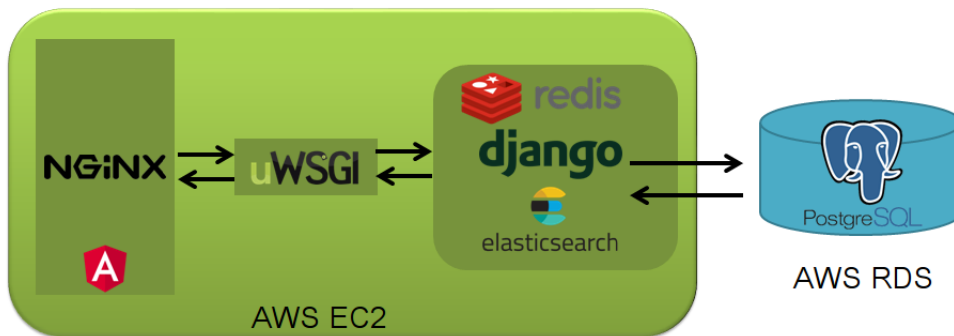 NGiNX
A
uWSGI
redis
django
elasticsearch
PostgreSQL
AWS EC2
AWS RDS